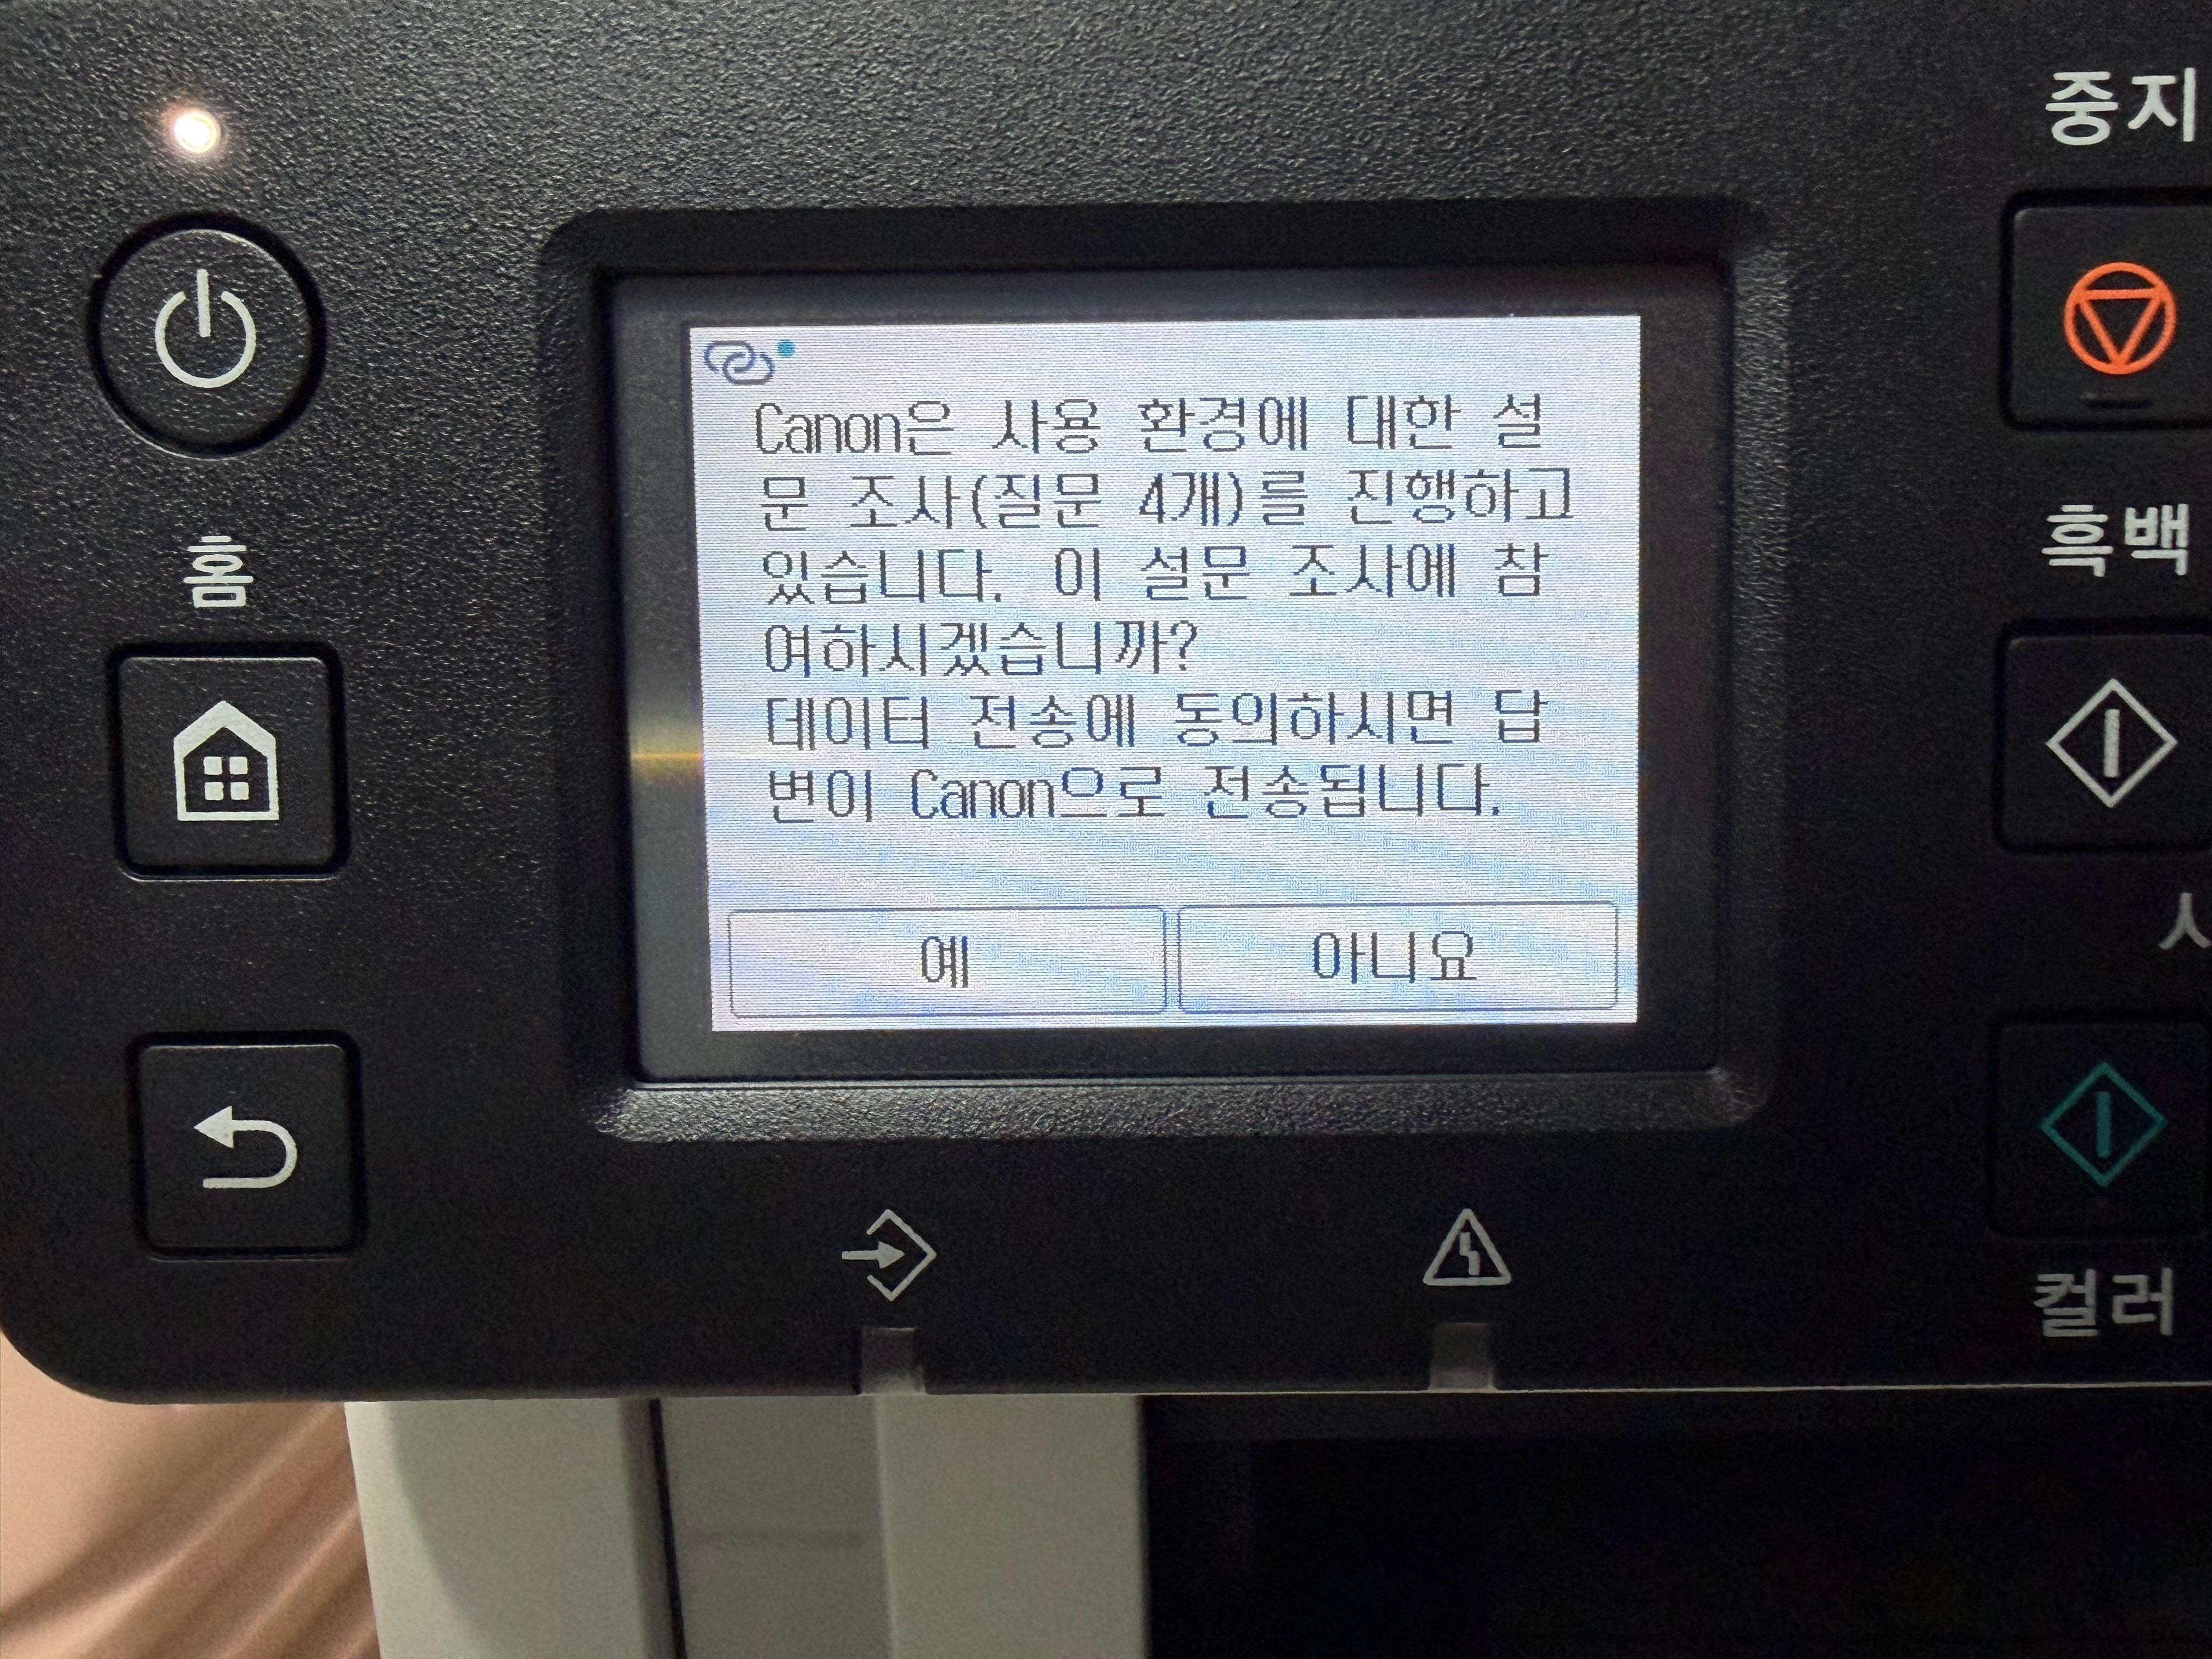 중지
홈
흑백
Canon은 사용 환경에 대한 설
문 조사(질문 4개)를 진행하고
있습니다. 이 설문 조사에 참
여하시겠습니까?
데이터 전송에 동의하시면 답
변이 Canon으로 전송됩니다.
예 아니요
컬러